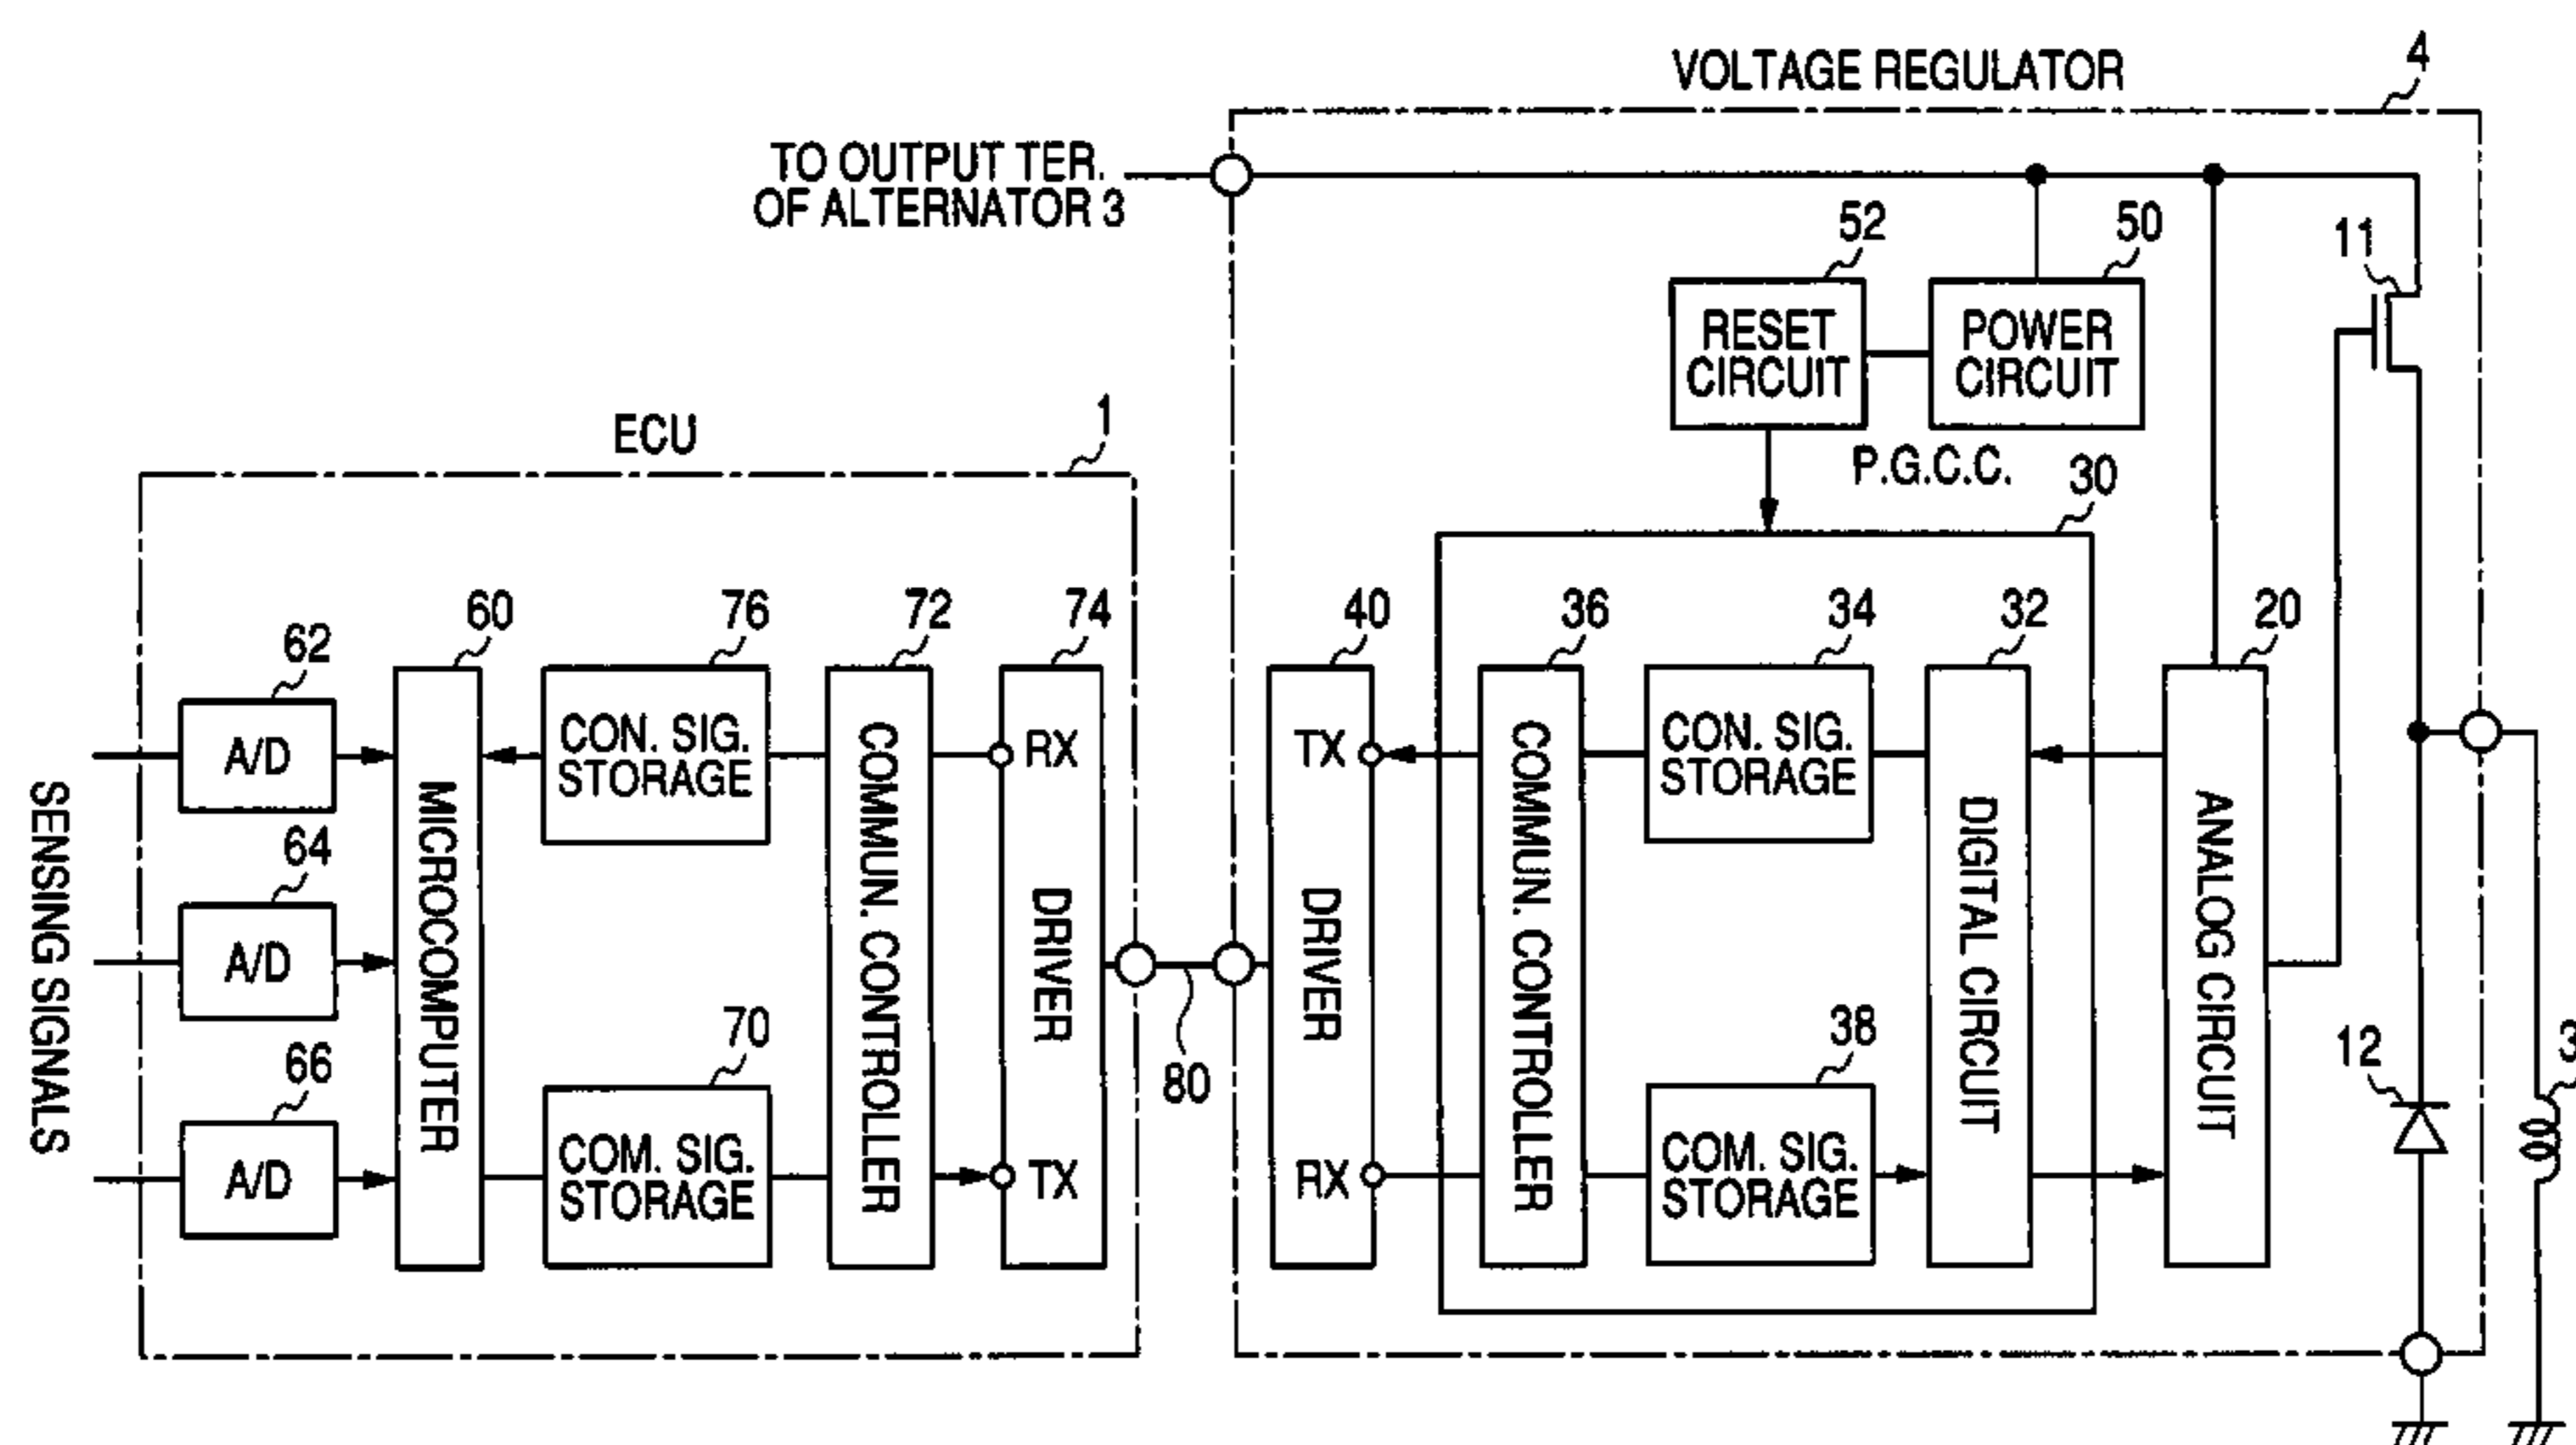 VOLTAGE REGULATOR
4
TO OUTPUT TER.
OF ALTERNATOR 3
52
50
11
RESET
CIRCUIT
POWER
CIRCUIT
ECU
1
P.G.C.C.
30
62
60
76
72
74
40
36
34
32
20
A/D
CON. SIG.
STORAGE
RX
TX
CON. SIG.
STORAGE
SENSING SIGNALS
64
A/D
MICROCOMPUTER
COMMUN. CONTROLLER
DRIVER
DRIVER
COMMUN. CONTROLLER
DIGITAL CIRCUIT
ANALOG CIRCUIT
66
70
80
38
12
A/D
COM. SIG.
STORAGE
TX
RX
COM. SIG.
STORAGE